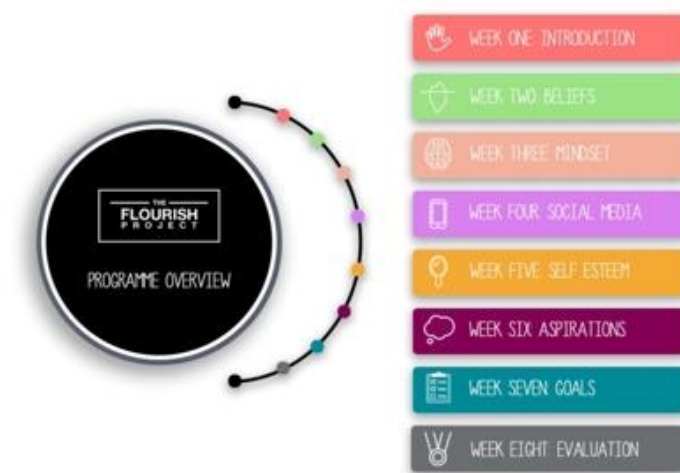 THE
FLOURISH
PROJECT
PROGRAMME OVERVIEW
WEEK ONE INTRODUCTION
WEEK TWO BELIEFS
WEEK THREE MINDSET
WEEK FOUR SOCIAL MEDIA
WEEK FIVE SELF ESTEEM
WEEK SIX ASPIRATIONS
WEEK SEVEN GOALS
WEEK EIGHT EVALUATION